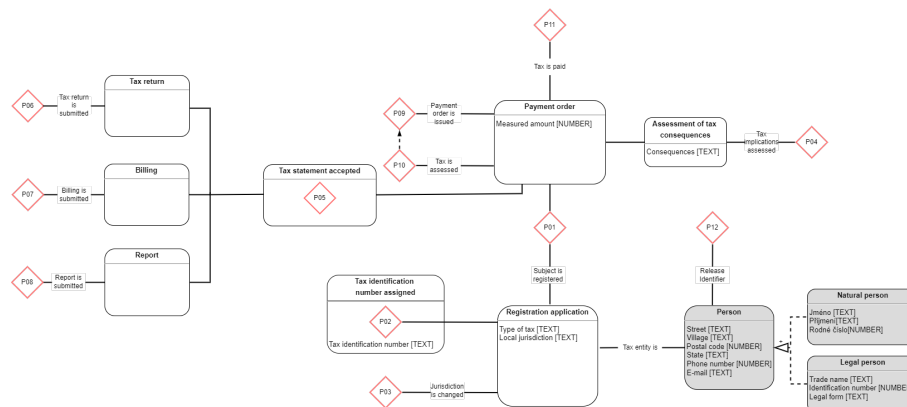 P11
Tax is paid
Tax return
P06
Tax return
is
submitted
P09
Payment
order is
issued
Payment order
Measured amount [NUMBER]
Assessment of tax
consequences
Consequences [TEXT]
Tax
implications
assessed
P04
P10
Tax is
assessed
Billing
P07
Billing is
submitted
Tax statement accepted
P05
P01
P12
Report
P08
Report is
submitted
Subject is
registered
Release
Identifier
Tax identification
number assigned
P02
Tax identification number [TEXT]
Registration application
Type of tax [TEXT]
Local jurisdiction [TEXT]
Tax entity is
Person
Street [TEXT]
Village [TEXT]
Postal code [NUMBER]
State [TEXT]
Phone number [NUMBER]
E-mail [TEXT]
Natural person
Jméno [TEXT]
Příjmení[TEXT]
Rodné číslo[NUMBER]
P03
Jurisdiction
is changed
Legal person
Trade name [TEXT]
Identification number [NUMBE
Legal form [TEXT]